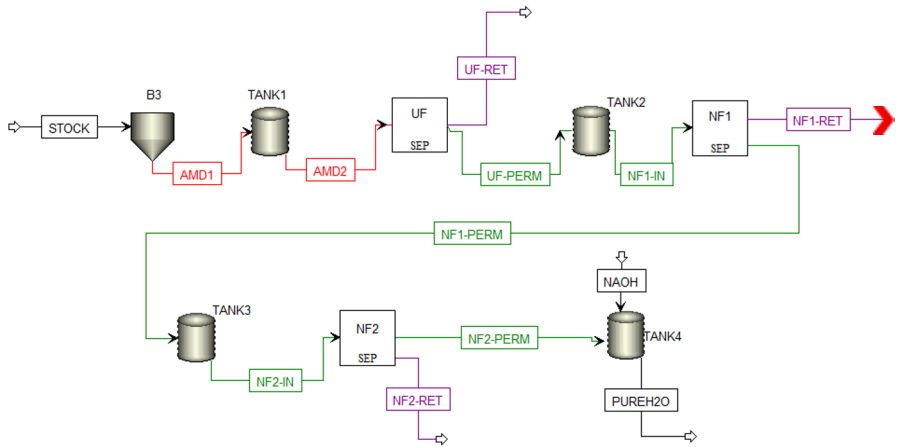 UF-RET
B3
TANK1
TANK2
UF
SEP
NF1
SEP
NF1-RET
STOCK
AMD1
AMD2
UF-PERM
NF1-IN
NF1-PERM
NAOH
TANK3
NF2
SEP
NF2-PERM
TANK4
NF2-IN
NF2-RET
PUREH2O